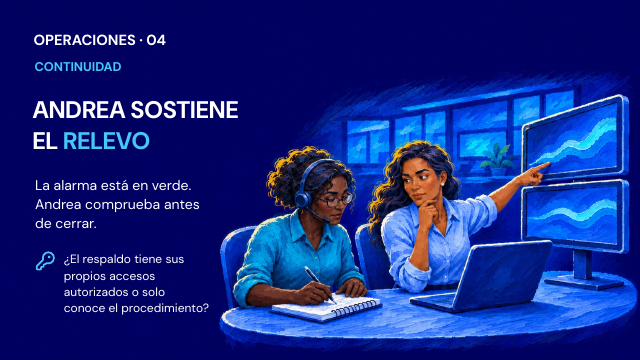 OPERACIONES · 04
CONTINUIDAD
ANDREA SOSTIENE
EL RELEVO
La alarma está en verde.
Andrea comprueba antes
de cerrar.
¿El respaldo tiene sus
propios accesos
autorizados o solo
conoce el procedimiento?